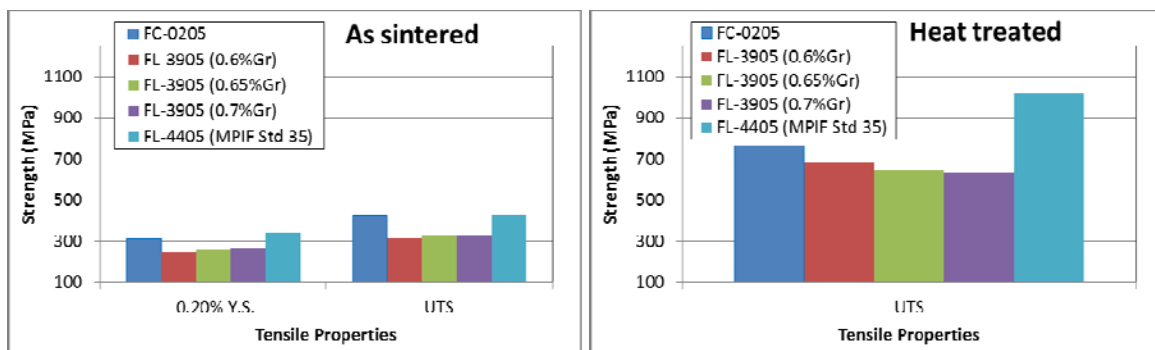 As sintered
FC-0205
FL-3905 (0.6%Gr)
FL-3905 (0.65%Gr)
FL-3905 (0.7%Gr)
FL-4405 (MPIF Std 35)
Strength (MPa)
1100
900
700
500
300
100
0.20% Y.S.
UTS
Tensile Properties
Heat treated
FC-0205
FL-3905 (0.6%Gr)
FL-3905 (0.65%Gr)
FL-3905 (0.7%Gr)
FL-4405 (MPIF Std 35)
Strength (MPa)
1100
900
700
500
300
100
UTS
Tensile Properties